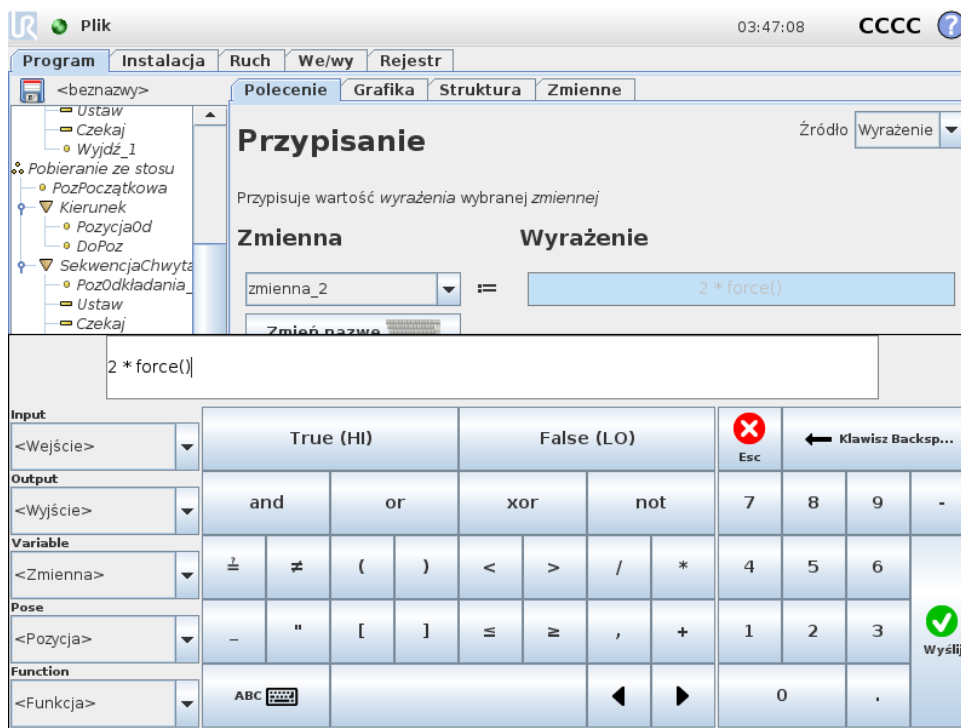 UR Plik 03:47:08 CCCC ?
Program Instalacja Ruch We/wy Rejestr
<beznazwy>
Ustaw
Czekaj
Wyjdź_1
Pobieranie ze stosu
PozPoczątkowa
Kierunek
PozycjaOd
DoPoz
SekwencjaChwyta
PozOdkładania_
Ustaw
Czekaj
Polecenie Grafika Struktura Zmienne
Przypisanie
Źródło Wyrażenie
Przypisuje wartość wyrażenia wybranej zmiennej
Zmienna Wyrażenie
zmienna_2 := 2 * force()
Zmień nazwę
2 * force()
Input
<Wejście>
Output
<Wyjście>
Variable
<Zmienna>
Pose
<Pozycja>
Function
<Funkcja>
True (HI) False (LO) Esc Klawisz Backsp...
and or xor not 7 8 9 -
≟ ≠ ( ) < > / * 4 5 6
_ " [ ] ≤ ≥ , + 1 2 3 Wyślij
ABC 0 .